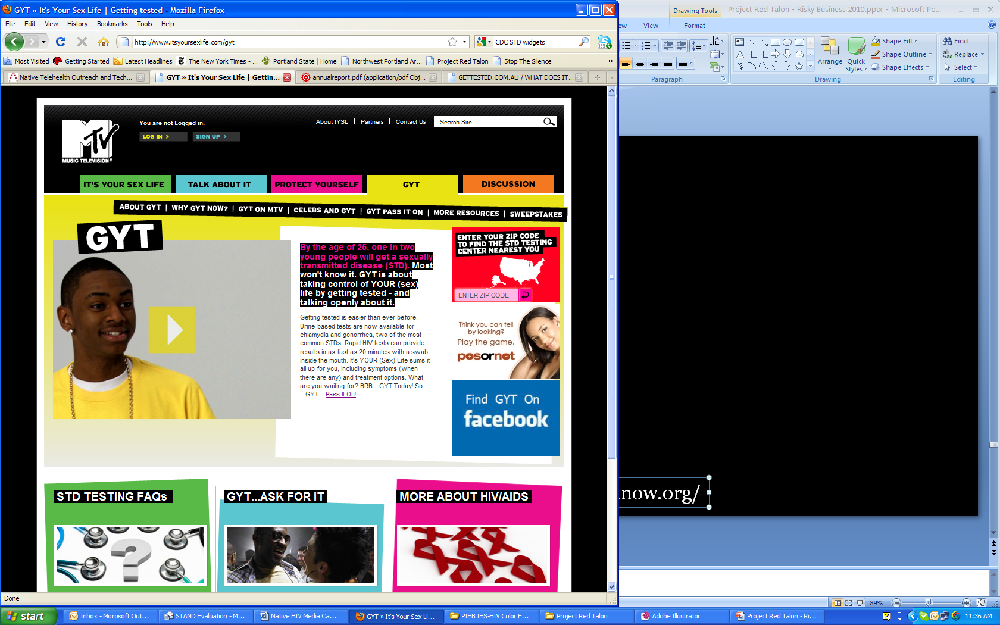 GYT » It's Your Sex Life | Getting tested - Mozilla Firefox
File Edit View History Bookmarks Tools Help
http://www.itsyoursexlife.com/gyt
CDC STD widgets
Most Visited Getting Started Latest Headlines The New York Times - ... Portland State | Home Northwest Portland Ar... Project Red Talon Stop The Silence »
Native Telehealth Outreach and Tech...
GYT » It's Your Sex Life | Gettin...
annualreport.pdf (application/pdf Obj...
GETTESTED.COM.AU / WHAT DOES IT...
MTV
MUSIC TELEVISION®
You are not Logged in.
LOG IN >
SIGN UP >
About IYSL | Partners | Contact Us
Search Site
IT'S YOUR SEX LIFE
TALK ABOUT IT
PROTECT YOURSELF
GYT
DISCUSSION
ABOUT GYT | WHY GYT NOW? | GYT ON MTV | CELEBS AND GYT | GYT PASS IT ON | MORE RESOURCES | SWEEPSTAKES
GYT
By the age of 25, one in two
young people will get a sexually
transmitted disease (STD). Most
won't know it. GYT is about
taking control of YOUR (sex)
life by getting tested - and
talking openly about it.
Getting tested is easier than ever before.
Urine-based tests are now available for
chlamydia and gonorrhea, two of the most
common STDs. Rapid HIV tests can provide
results in as fast as 20 minutes with a swab
inside the mouth. It's YOUR (Sex) Life sums it
all up for you, including symptoms (when
there are any) and treatment options. What
are you waiting for? BRB...GYT Today! So
...GYT... Pass It On!
ENTER YOUR ZIP CODE
TO FIND THE STD TESTING
CENTER NEAREST YOU
ENTER ZIP CODE
Think you can tell
by looking?
Play the game.
posornot
Find GYT On
facebook
STD TESTING FAQs
GYT...ASK FOR IT
MORE ABOUT HIV/AIDS
Done
Drawing Tools
Project Red Talon - Risky Business 2010.pptx - Microsoft Po...
ew View Format
Arrange
Quick
Styles
Shape Fill
Shape Outline
Shape Effects
Find
Replace
Select
Paragraph
Drawing
Editing
tnow.org/
89%
start
Inbox - Microsoft Out...
STAND Evaluation - M...
Native HIV Media Ca...
GYT » It's Your Sex Li...
PIHB IHS-HIV Color F...
Project Red Talon
Adobe Illustrator
Project Red Talon - Ri...
11:36 AM